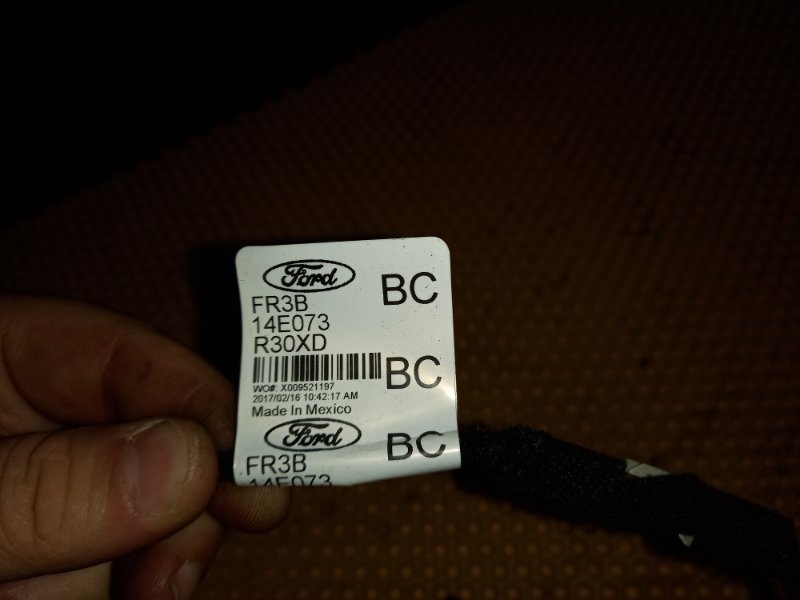 Ford
FR3B BC
14E073
R30XD
BC
WO#: X009521197
2017/02/16 10:42:17 AM
Made In Mexico
Ford BC
FR3B
14E073